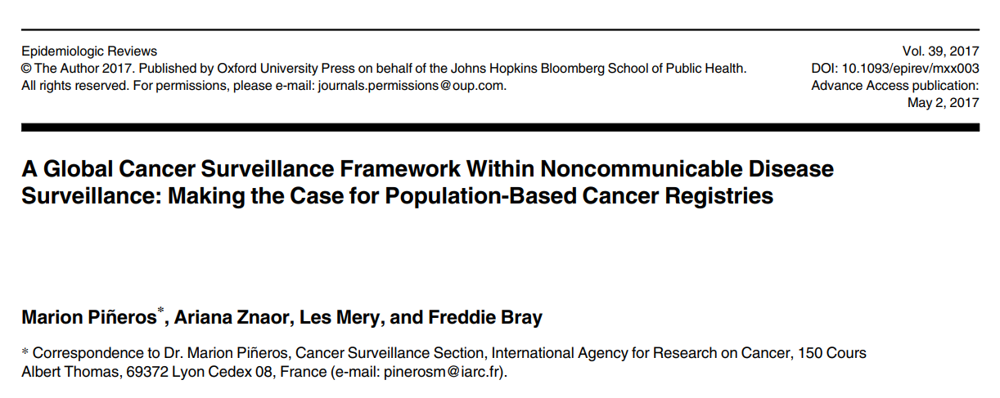 Epidemiologic Reviews
© The Author 2017. Published by Oxford University Press on behalf of the Johns Hopkins Bloomberg School of Public Health.
All rights reserved. For permissions, please e-mail: journals.permissions@oup.com.
Vol. 39, 2017
DOI: 10.1093/epirev/mxx003
Advance Access publication:
May 2, 2017
A Global Cancer Surveillance Framework Within Noncommunicable Disease
Surveillance: Making the Case for Population-Based Cancer Registries
Marion Piñeros*, Ariana Znaor, Les Mery, and Freddie Bray
* Correspondence to Dr. Marion Piñeros, Cancer Surveillance Section, International Agency for Research on Cancer, 150 Cours
Albert Thomas, 69372 Lyon Cedex 08, France (e-mail: pinerosm@iarc.fr).